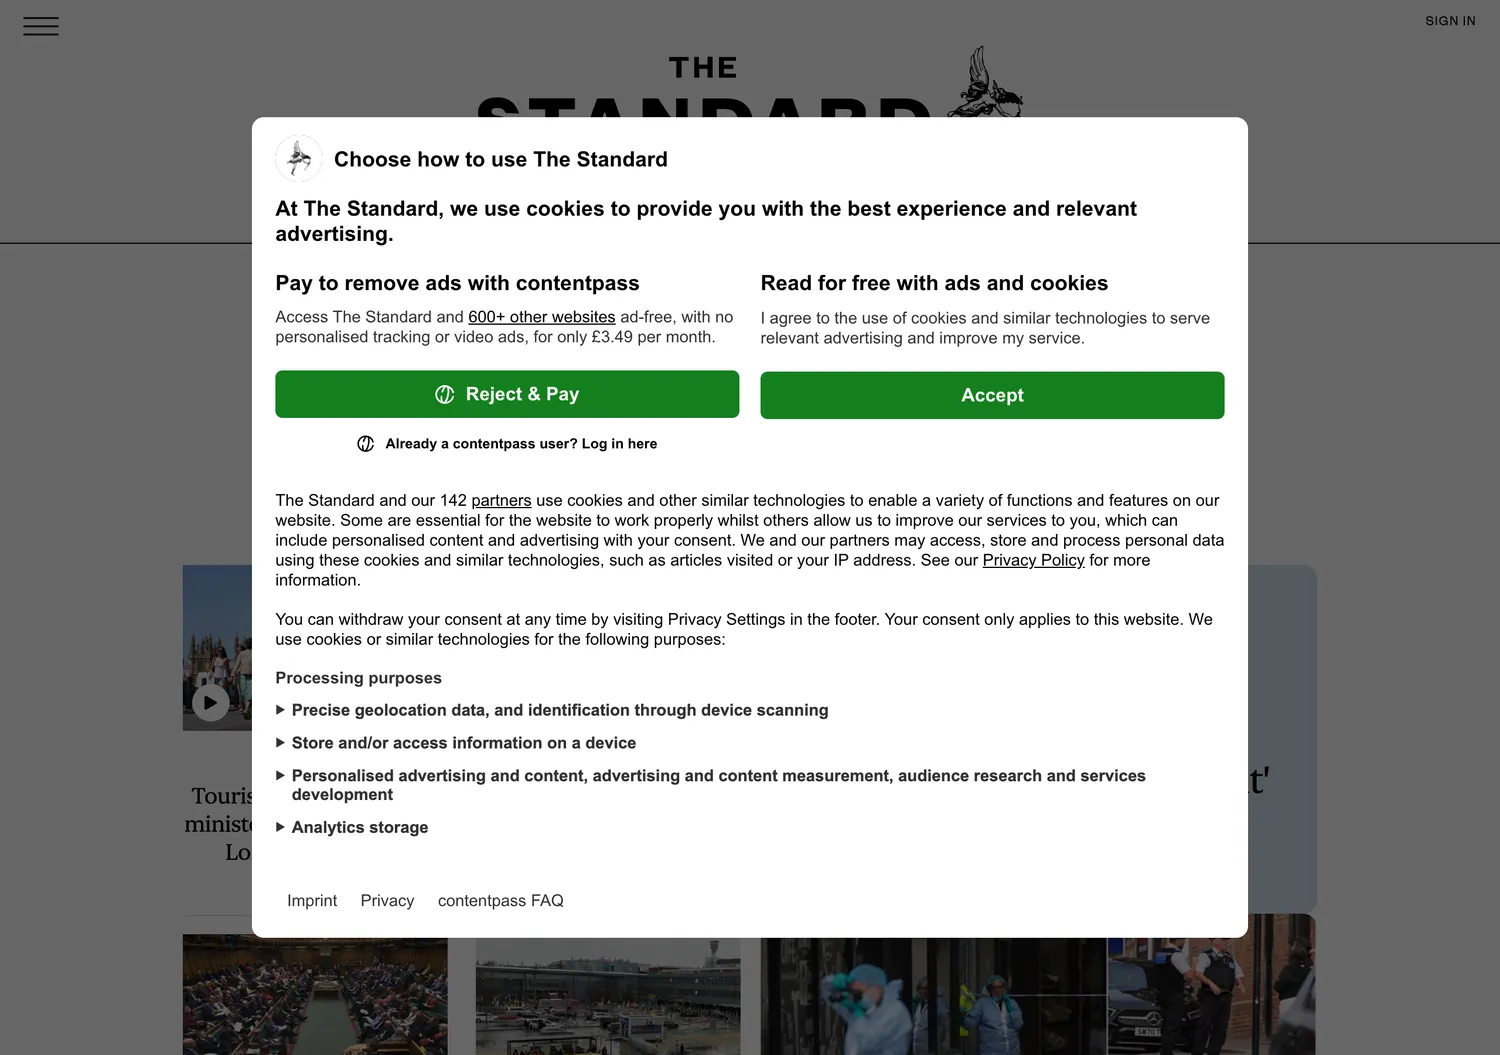 SIGN IN
THE
STANDARD
Choose how to use The Standard
At The Standard, we use cookies to provide you with the best experience and relevant
advertising.
Pay to remove ads with contentpass
Access The Standard and 600+ other websites ad-free, with no
personalised tracking or video ads, for only £3.49 per month.
Reject & Pay
Already a contentpass user? Log in here
Read for free with ads and cookies
I agree to the use of cookies and similar technologies to serve
relevant advertising and improve my service.
Accept
The Standard and our 142 partners use cookies and other similar technologies to enable a variety of functions and features on our
website. Some are essential for the website to work properly whilst others allow us to improve our services to you, which can
include personalised content and advertising with your consent. We and our partners may access, store and process personal data
using these cookies and similar technologies, such as articles visited or your IP address. See our Privacy Policy for more
information.
You can withdraw your consent at any time by visiting Privacy Settings in the footer. Your consent only applies to this website. We
use cookies or similar technologies for the following purposes:
Processing purposes
Precise geolocation data, and identification through device scanning
Store and/or access information on a device
Personalised advertising and content, advertising and content measurement, audience research and services
development
Analytics storage
Imprint Privacy contentpass FAQ
Touris
ministe
Lo
t'